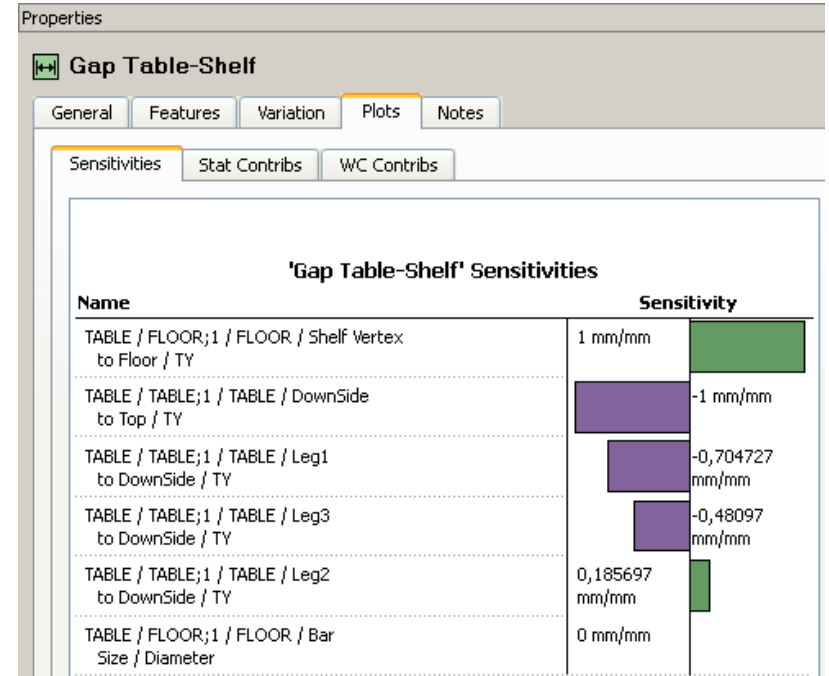 Properties
Gap Table-Shelf
General Features Variation Plots Notes
Sensitivities Stat Contribs WC Contribs
'Gap Table-Shelf' Sensitivities
Name Sensitivity
TABLE / FLOOR;1 / FLOOR / Shelf Vertex 1 mm/mm
to Floor / TY
TABLE / TABLE;1 / TABLE / DownSide -1 mm/mm
to Top / TY
TABLE / TABLE;1 / TABLE / Leg1 -0,704727
to DownSide / TY mm/mm
TABLE / TABLE;1 / TABLE / Leg3 -0,48097
to DownSide / TY mm/mm
TABLE / TABLE;1 / TABLE / Leg2 0,185697
to DownSide / TY mm/mm
TABLE / FLOOR;1 / FLOOR / Bar 0 mm/mm
Size / Diameter